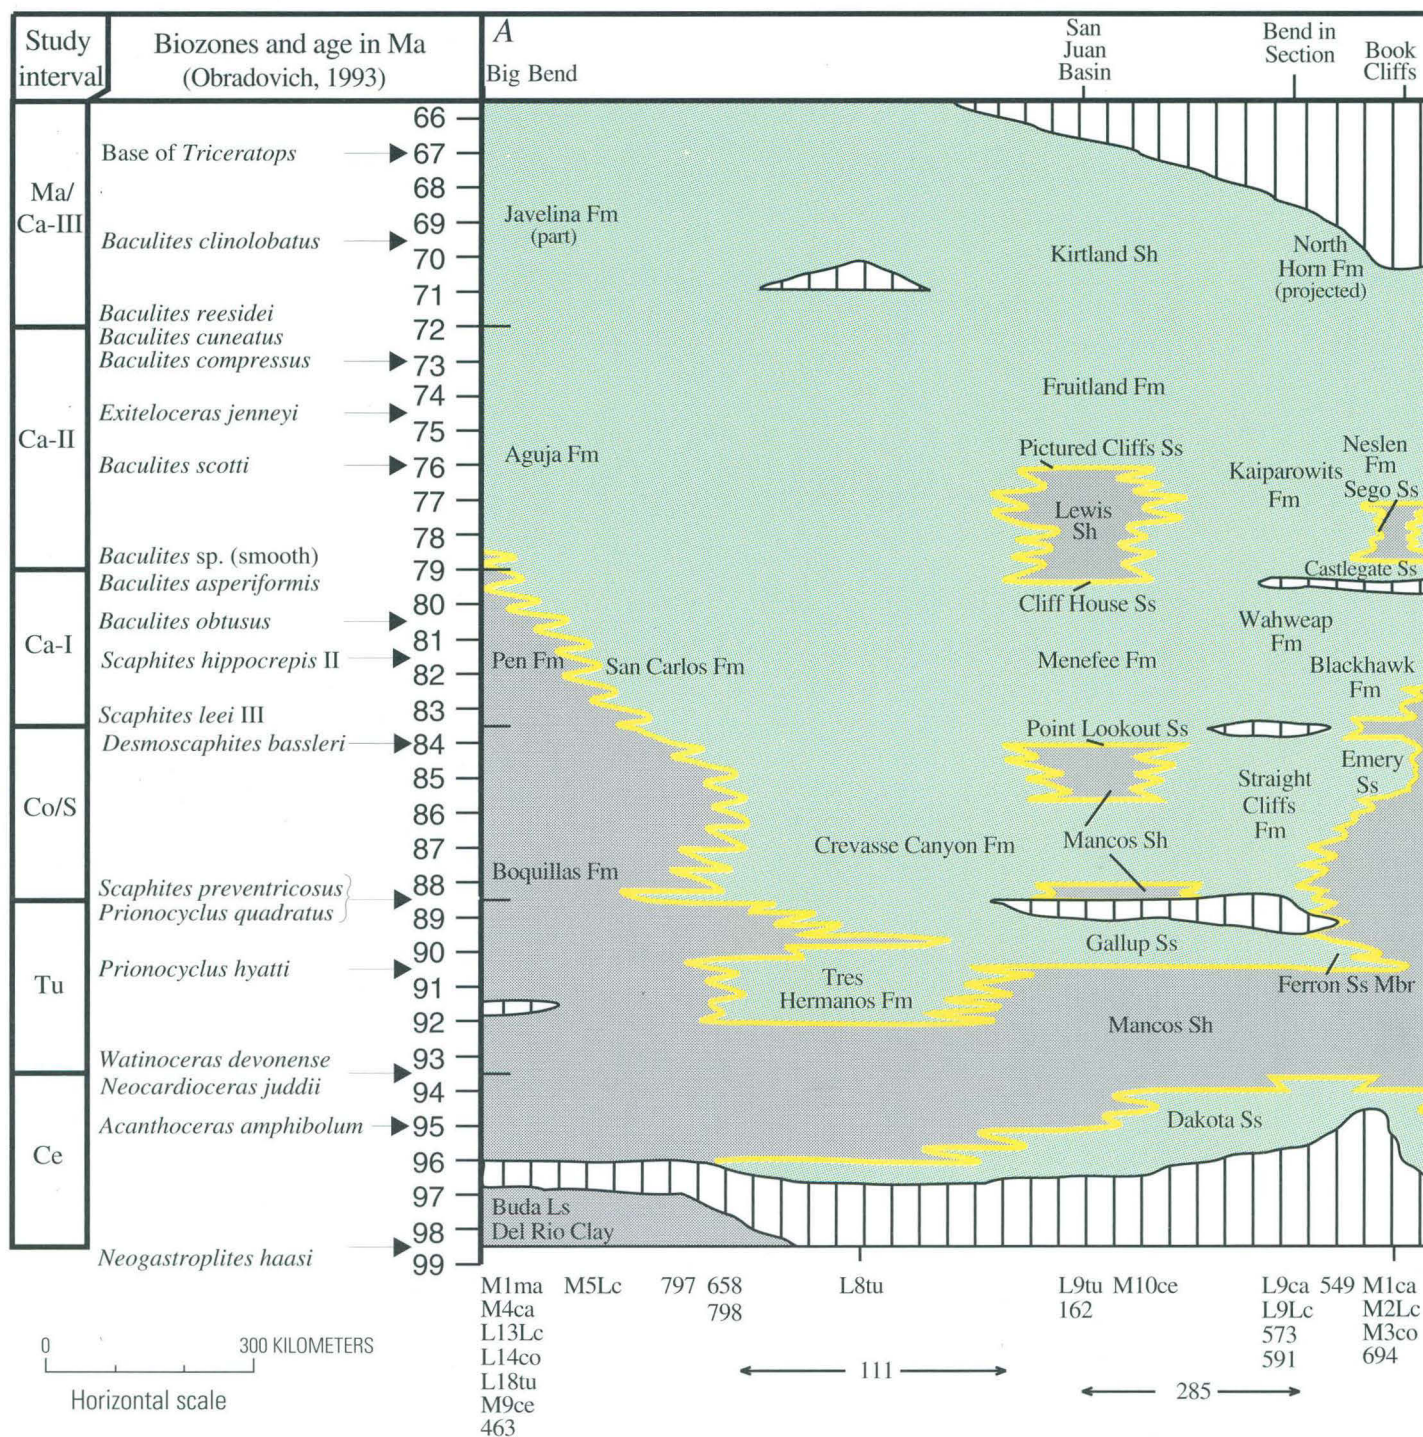 Study
interval
Biozones and age in Ma
(Obradovich, 1993)
A
Big Bend
San
Juan
Basin
Bend in
Section
Book
Cliffs
Ma/
Ca-III
Ca-II
Ca-I
Co/S
Tu
Ce
Base of Triceratops
Baculites clinolobatus
Baculites reesidei
Baculites cuneatus
Baculites compressus
Exiteloceras jenneyi
Baculites scotti
Baculites sp. (smooth)
Baculites asperiformis
Baculites obtusus
Scaphites hippocrepis II
Scaphites leei III
Desmoscaphites bassleri
Scaphites preventricosus
Prionocyclus quadratus
Prionocyclus hyatti
Watinoceras devonense
Neocardioceras juddii
Acanthoceras amphibolum
Neogastroplites haasi
66
67
68
69
70
71
72
73
74
75
76
77
78
79
80
81
82
83
84
85
86
87
88
89
90
91
92
93
94
95
96
97
98
99
Javelina Fm
(part)
Kirtland Sh
North
Horn Fm
(projected)
Fruitland Fm
Aguja Fm
Pictured Cliffs Ss
Lewis
Sh
Kaiparowits
Fm
Neslen
Fm
Sego Ss
Castlegate Ss
Cliff House Ss
Wahweap
Fm
Pen Fm
San Carlos Fm
Menefee Fm
Blackhawk
Fm
Point Lookout Ss
Emery
Ss
Straight
Cliffs
Fm
Crevasse Canyon Fm
Mancos Sh
Boquillas Fm
Gallup Ss
Tres
Hermanos Fm
Ferron Ss Mbr
Mancos Sh
Dakota Ss
Buda Ls
Del Rio Clay
M1ma M5Lc 797 658 L8tu L9tu M10ce L9ca 549 M1ca
M4ca 798 162 L9Lc M2Lc
L13Lc 573 M3co
L14co 591 694
L18tu
M9ce
463
111
285
0 300 KILOMETERS
Horizontal scale